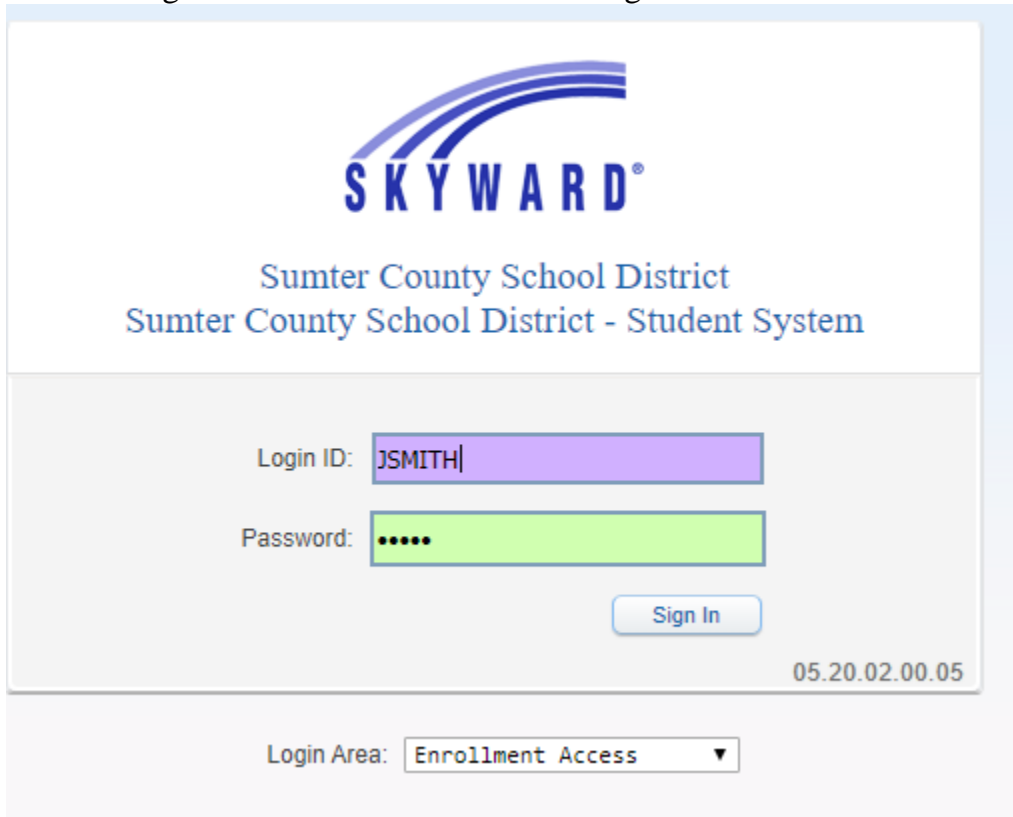 SKYWARD®
Sumter County School District
Sumter County School District - Student System
Login ID: JSMITH
Password: •••••
Sign In
05.20.02.00.05
Login Area: Enrollment Access ▼